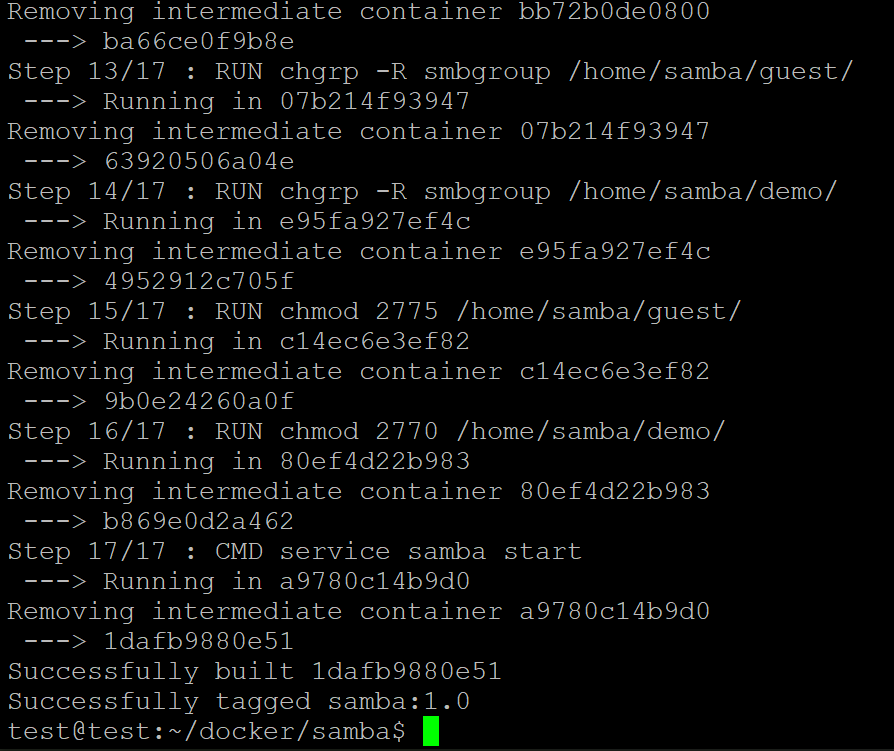 Removing intermediate container bb72b0de0800
 ---> ba66ce0f9b8e
Step 13/17 : RUN chgrp -R smbgroup /home/samba/guest/
 ---> Running in 07b214f93947
Removing intermediate container 07b214f93947
 ---> 63920506a04e
Step 14/17 : RUN chgrp -R smbgroup /home/samba/demo/
 ---> Running in e95fa927ef4c
Removing intermediate container e95fa927ef4c
 ---> 4952912c705f
Step 15/17 : RUN chmod 2775 /home/samba/guest/
 ---> Running in c14ec6e3ef82
Removing intermediate container c14ec6e3ef82
 ---> 9b0e24260a0f
Step 16/17 : RUN chmod 2770 /home/samba/demo/
 ---> Running in 80ef4d22b983
Removing intermediate container 80ef4d22b983
 ---> b869e0d2a462
Step 17/17 : CMD service samba start
 ---> Running in a9780c14b9d0
Removing intermediate container a9780c14b9d0
 ---> 1dafb9880e51
Successfully built 1dafb9880e51
Successfully tagged samba:1.0
test@test:~/docker/samba$